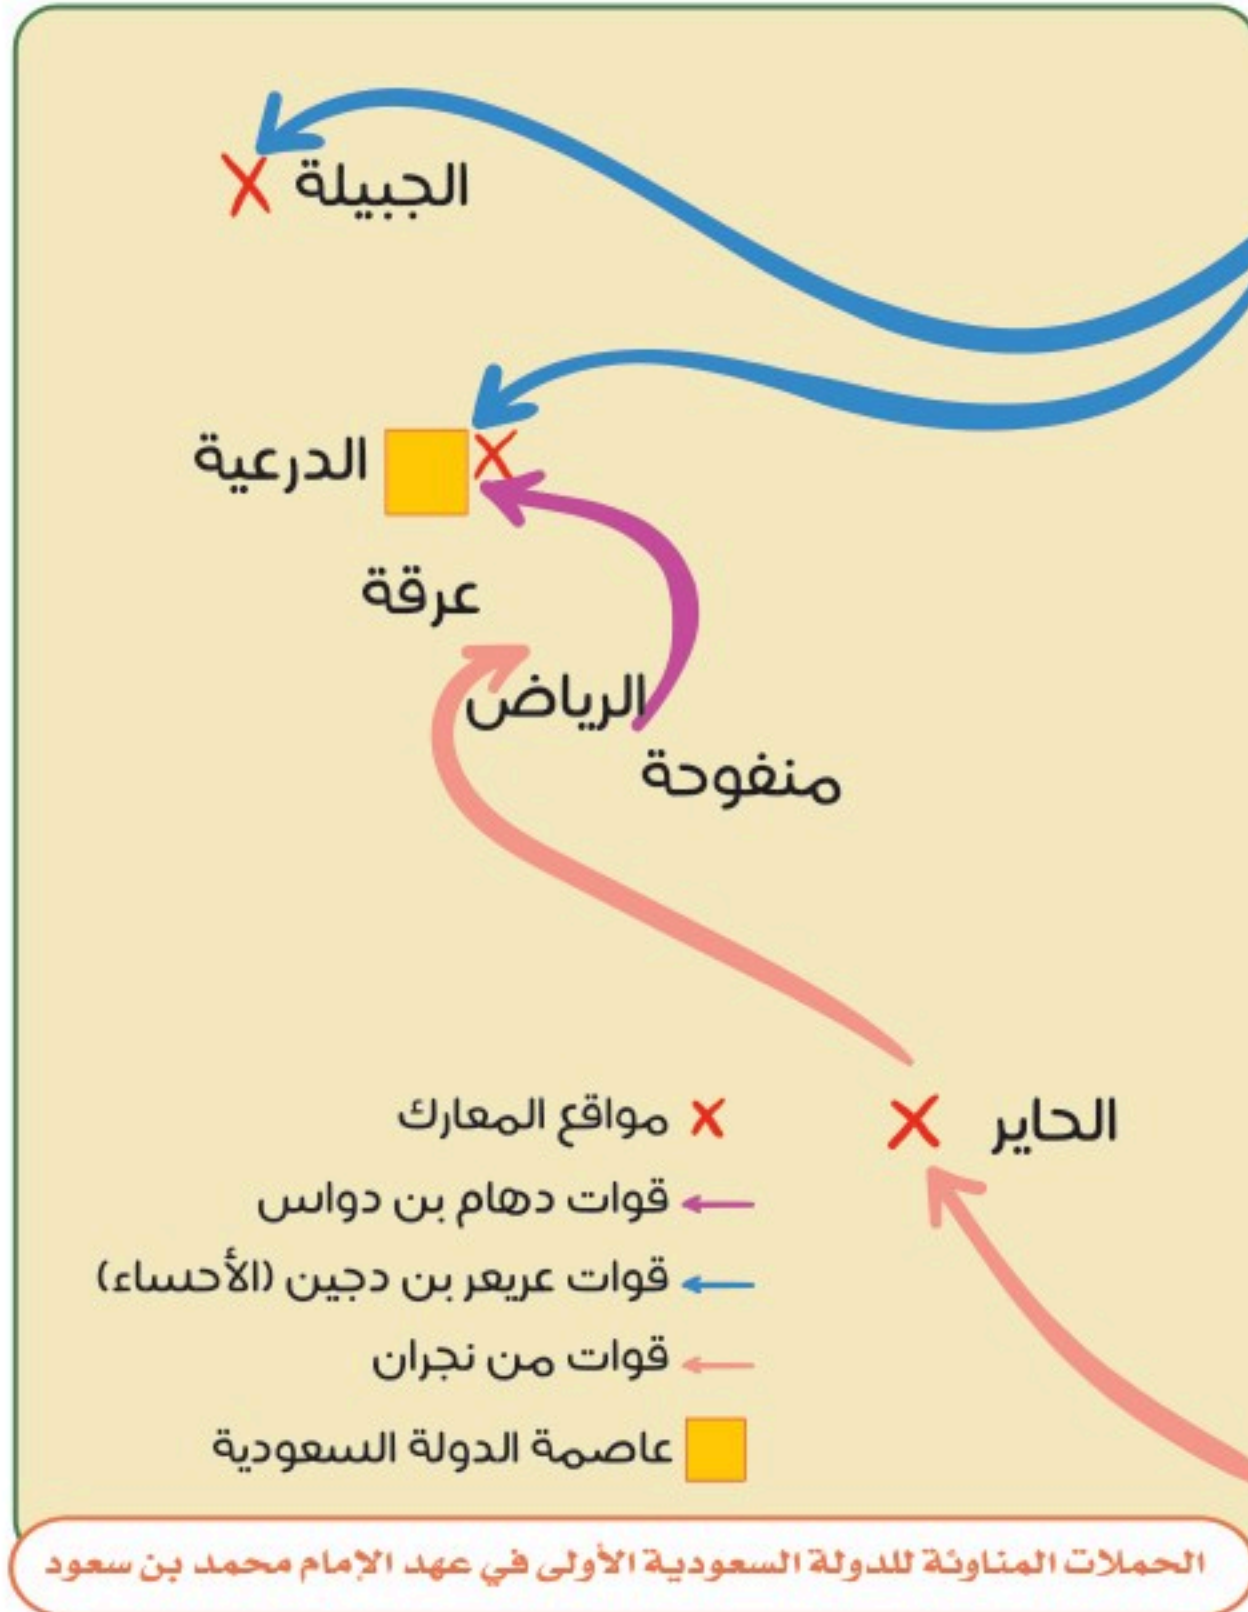 الجبيلة
الدرعية
عرقة
الرياض
منفوحة
الحاير
مواقع المعارك
قوات دهام بن دواس
قوات عريعر بن دجين (الأحساء)
قوات من نجران
عاصمة الدولة السعودية
الحملات المناوئة للدولة السعودية الأولى في عهد الإمام محمد بن سعود